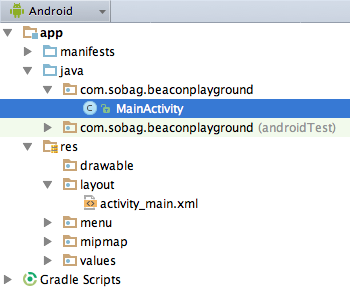 Android
app
manifests
java
com.sobag.beaconplayground
C MainActivity
com.sobag.beaconplayground (androidTest)
res
drawable
layout
activity_main.xml
menu
mipmap
values
Gradle Scripts